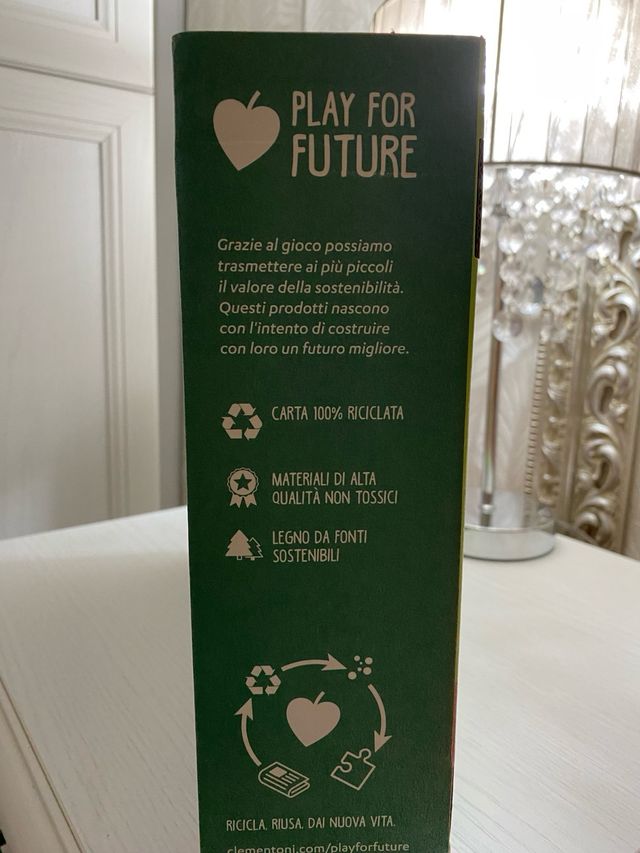 PLAY FOR
FUTURE
Grazie al gioco possiamo
trasmettere ai più piccoli
il valore della sostenibilità.
Questi prodotti nascono
con l'intento di costruire
con loro un futuro migliore.
CARTA 100% RICICLATA
MATERIALI DI ALTA
QUALITÀ NON TOSSICI
LEGNO DA FONTI
SOSTENIBILI
RICICLA. RIUSA. DAI NUOVA VITA.
clementoni.com/playforfuture